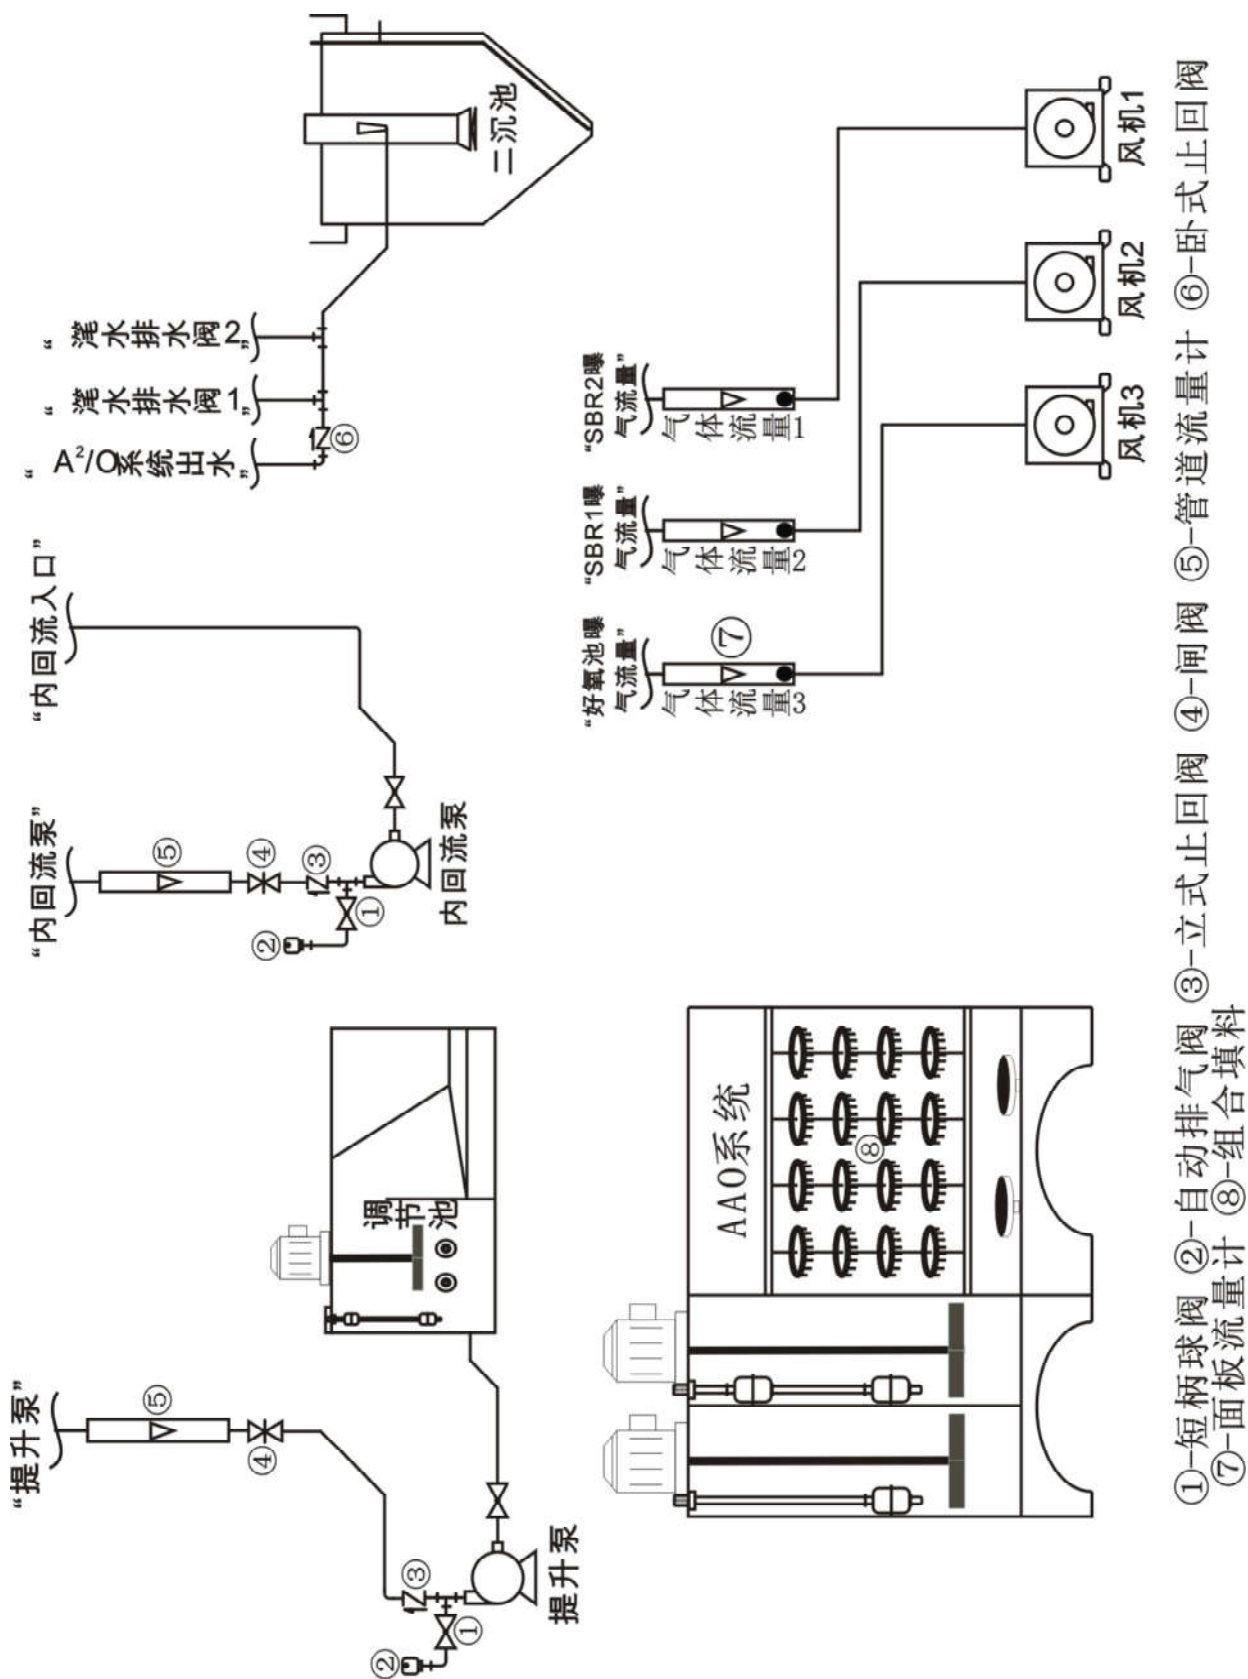 “提升泵”
⑤
④
③
①
②
提升泵
调节池
“内回流泵”
⑤
④
③
①
②
内回流泵
“内回流入口”
“A²/O系统出水”
“滗水排水阀1”
“滗水排水阀2”
⑥
二沉池
AAO系统
⑧
“好氧池曝
气流量”
气体流量3
⑦
“SBR1曝
气流量”
气体流量2
“SBR2曝
气流量”
气体流量1
风机3
风机2
风机1
①-短柄球阀 ②-自动排气阀 ③-立式止回阀 ④-闸阀 ⑤-管道流量计 ⑥-卧式止回阀
⑦-面板流量计 ⑧-组合填料